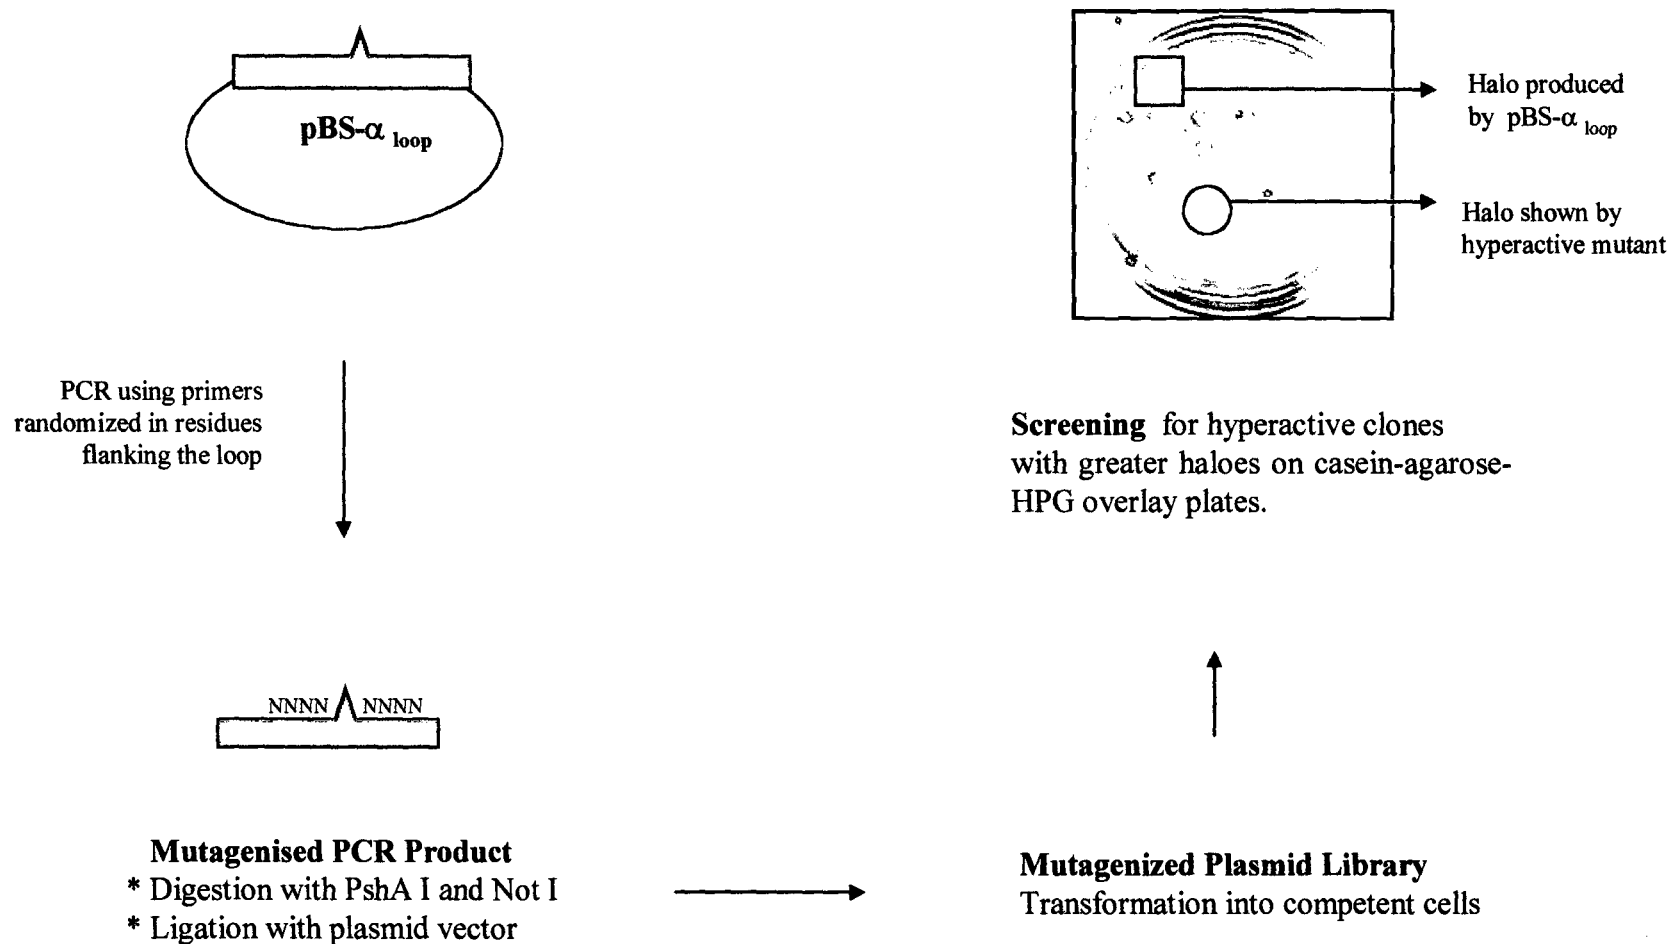 pBS-α loop
PCR using primers
randomized in residues
flanking the loop
NNNN NNNN
Mutagenised PCR Product
* Digestion with PshA I and Not I
* Ligation with plasmid vector
Mutagenized Plasmid Library
Transformation into competent cells
Screening for hyperactive clones
with greater haloes on casein-agarose-
HPG overlay plates.
Halo produced
by pBS-α loop
Halo shown by
hyperactive mutant